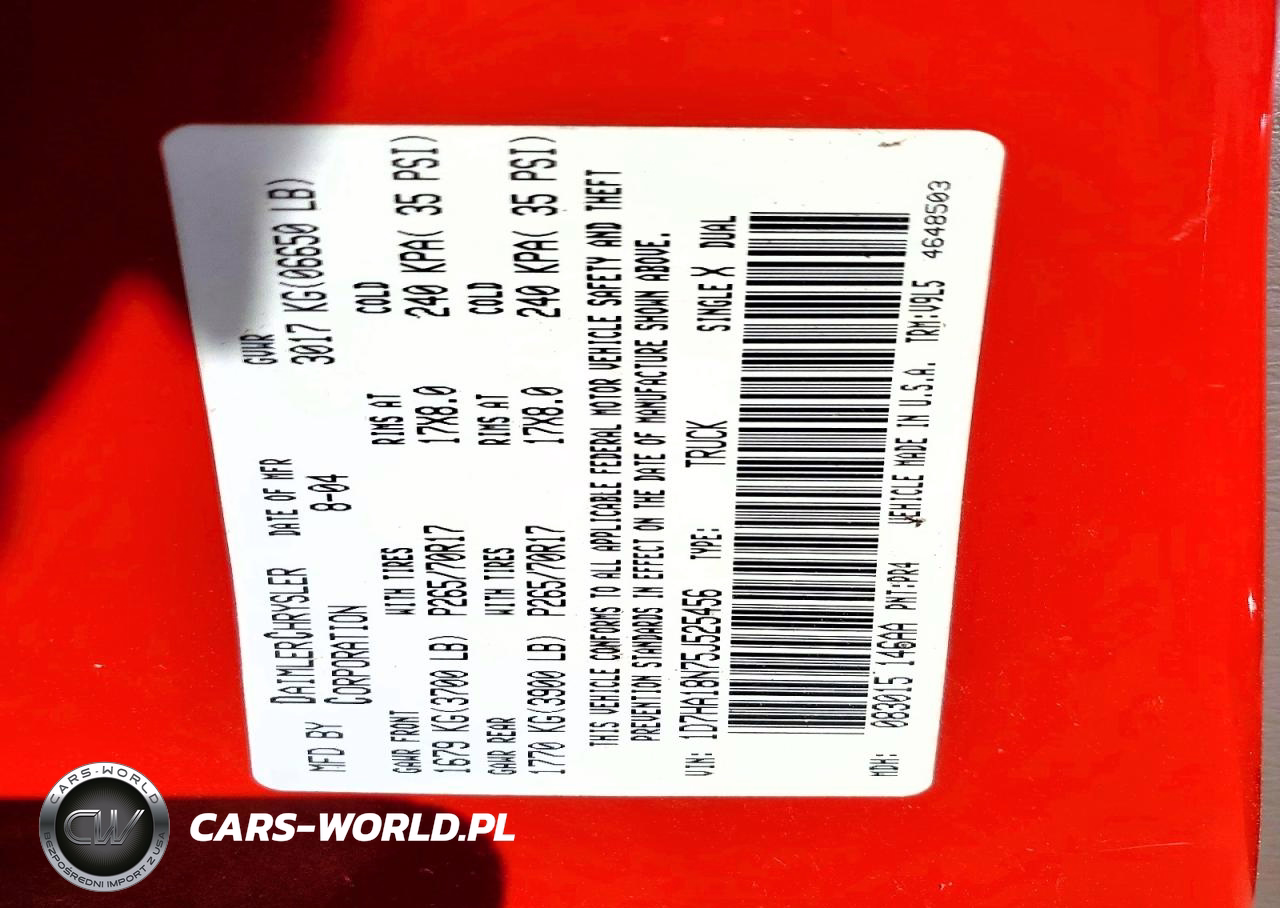 MFD BY DAIMLERCHRYSLER CORPORATION
DATE OF MFR
8-04
GVWR
3017 KG(06650 LB)
GAWR FRONT WITH TIRES RIMS AT COLD
1679 KG(3700 LB) P265/70R17 17X8.0 240 KPA( 35 PSI)
GAWR REAR WITH TIRES RIMS AT COLD
1770 KG(3900 LB) P265/70R17 17X8.0 240 KPA( 35 PSI)
THIS VEHICLE CONFORMS TO ALL APPLICABLE FEDERAL MOTOR VEHICLE SAFETY AND THEFT
PREVENTION STANDARDS IN EFFECT ON THE DATE OF MANUFACTURE SHOWN ABOVE.
VIN: 1D7HA18N75J525456 TYPE: TRUCK SINGLE X DUAL
MDH: 083015 146AA PNT:PR4 VEHICLE MADE IN U.S.A. TRM:V9L5 4648503
CARS-WORLD
CW
BEZPOŚREDNI IMPORT Z USA
CARS-WORLD.PL